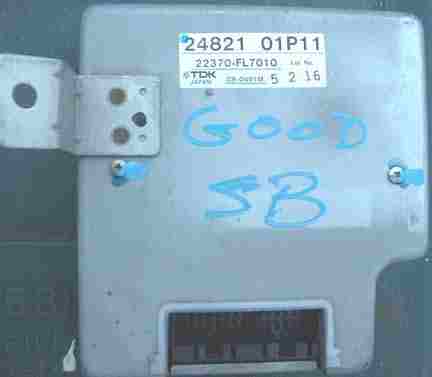 24821 01P11
22370-FL7010 Lot No.
TDK 5 2 16
JAPAN
GOOD
SB